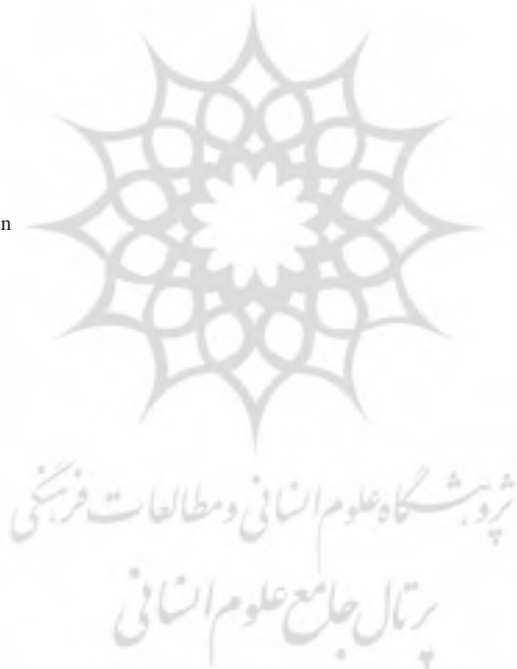 n
پژوهشگاه علوم انسانی و مطالعات فرهنگی
پرتال جامع علوم انسانی